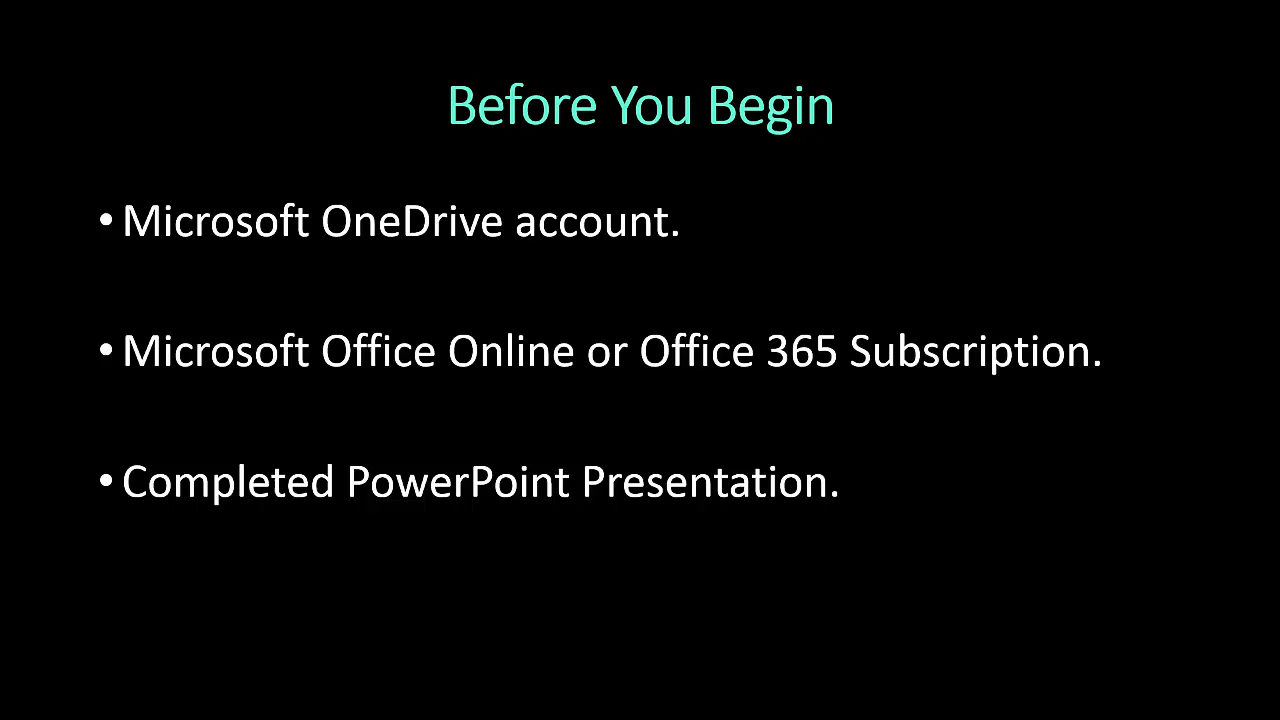 Before You Begin
• Microsoft OneDrive account.
• Microsoft Office Online or Office 365 Subscription.
• Completed PowerPoint Presentation.